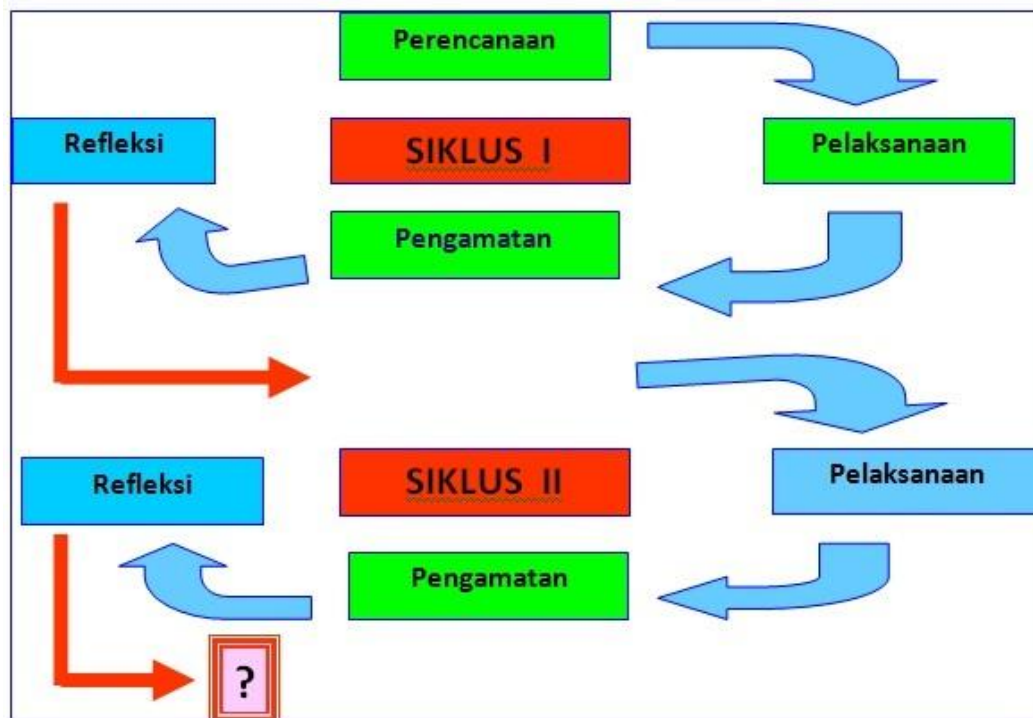 Perencanaan
Refleksi
SIKLUS I
Pelaksanaan
Pengamatan
Refleksi
SIKLUS II
Pelaksanaan
Pengamatan
?